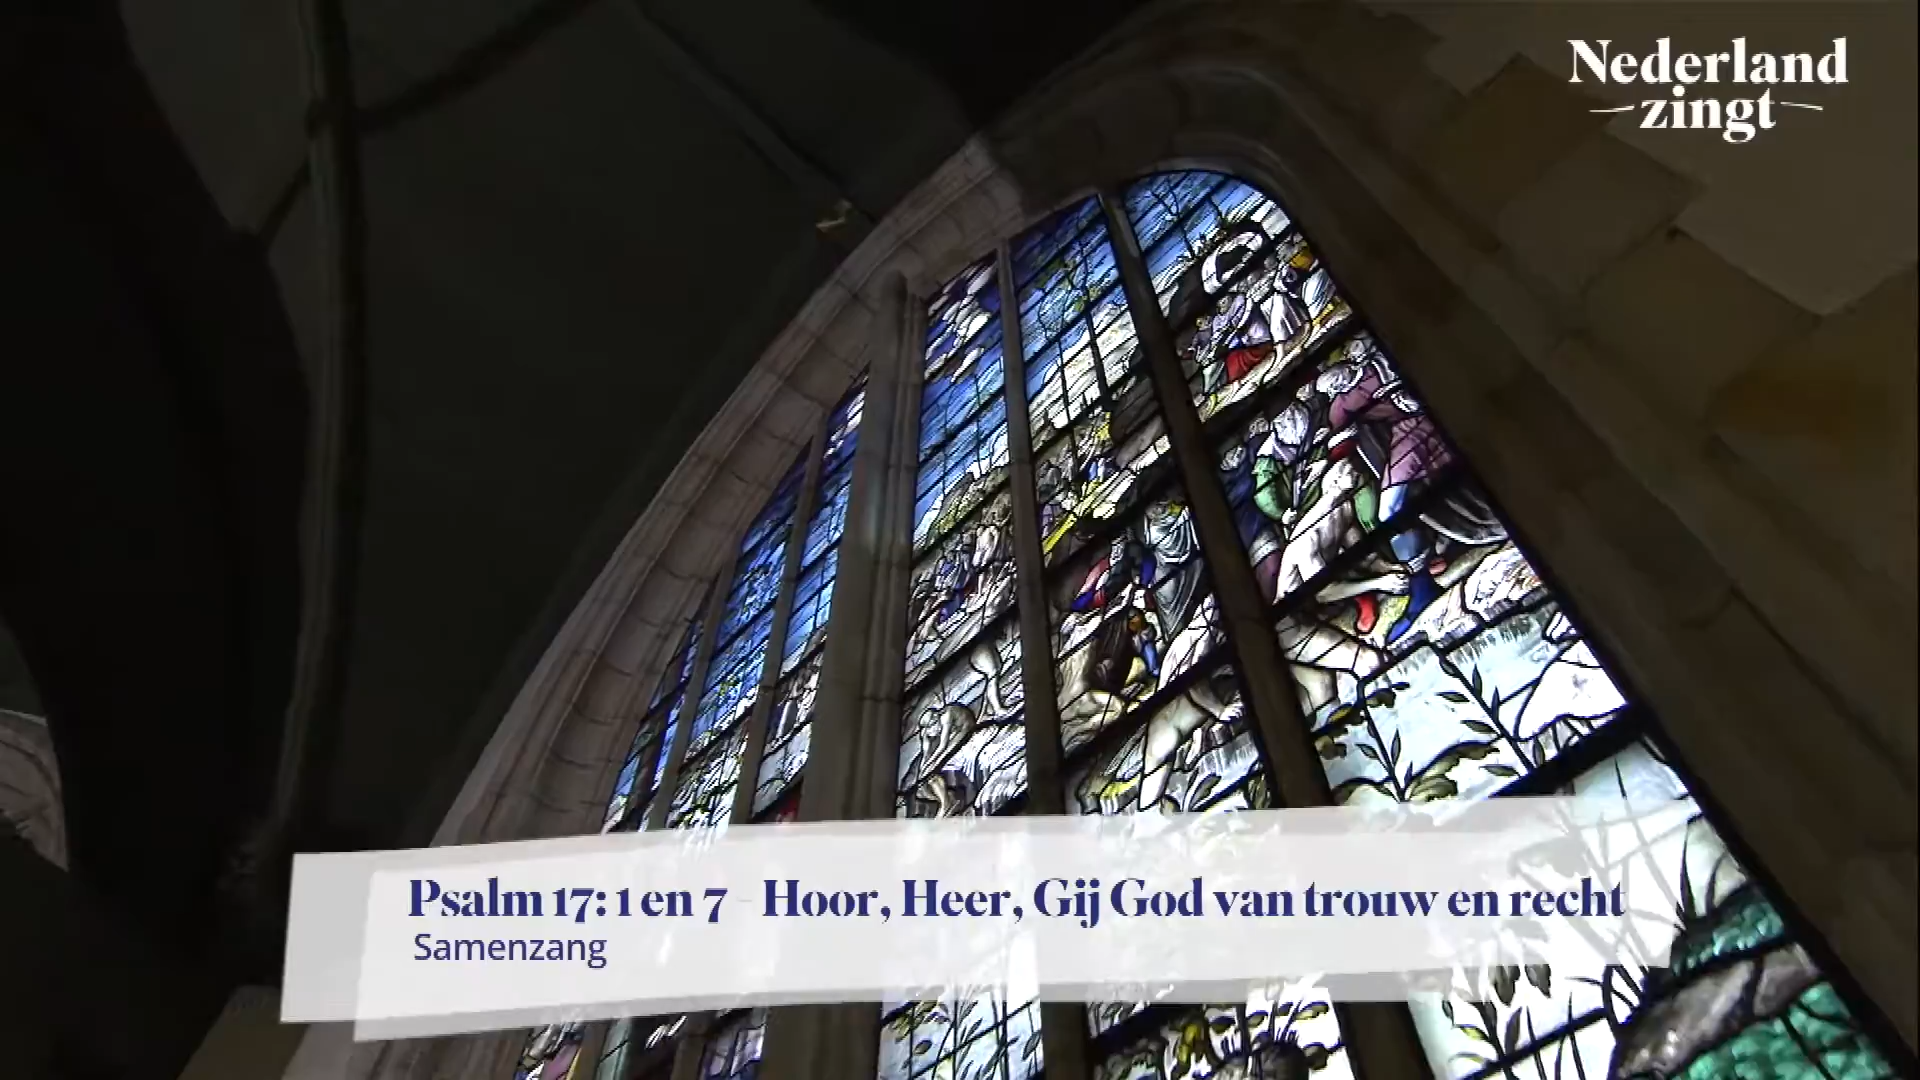 Nederland
zingt
Psalm 17: 1 en 7 - Hoor, Heer, Gij God van trouw en recht
Samenzang